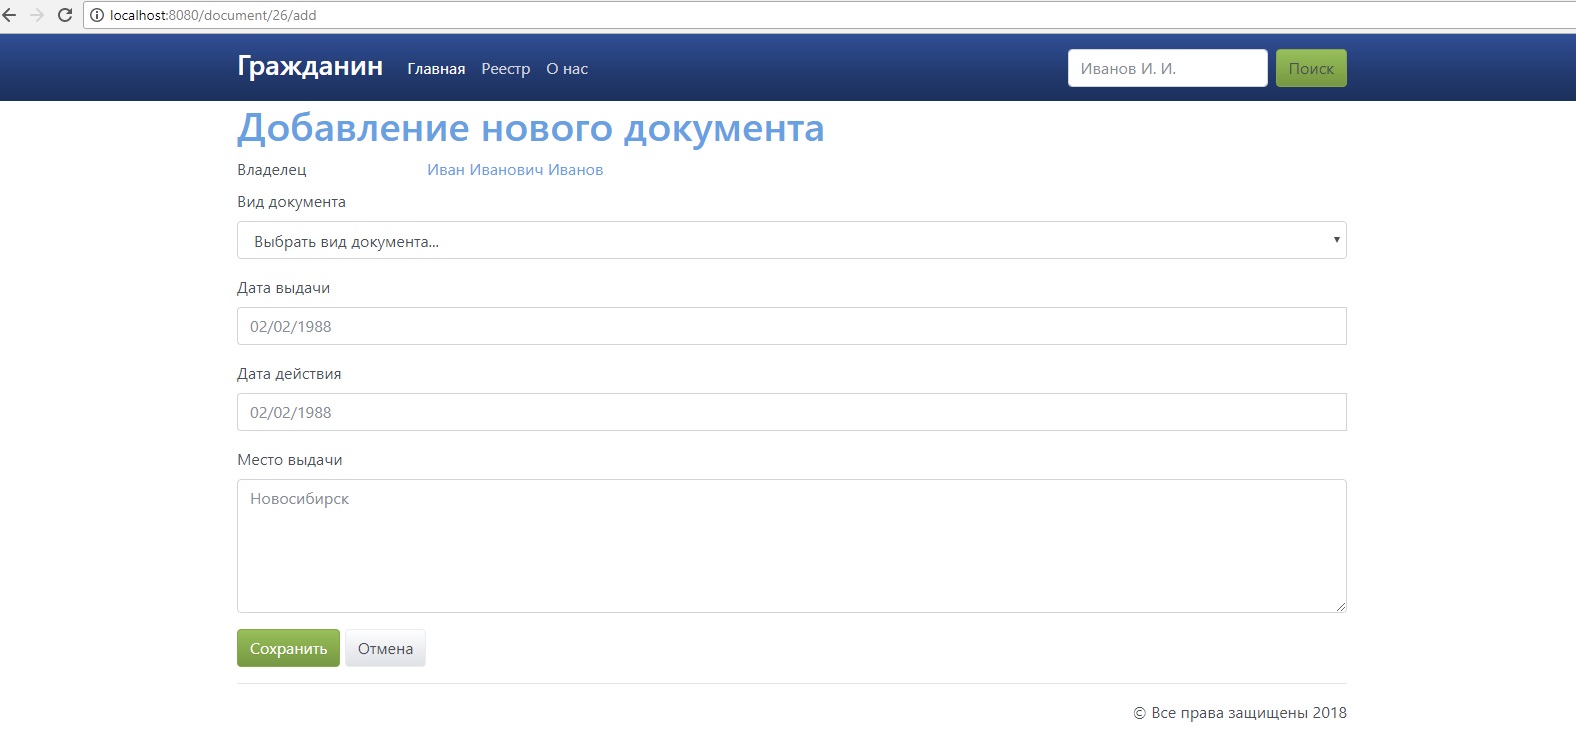 localhost:8080/document/26/add
Гражданин Главная Реестр О нас Иванов И. И. Поиск
Добавление нового документа
Владелец Иван Иванович Иванов
Вид документа
Выбрать вид документа...
Дата выдачи
02/02/1988
Дата действия
02/02/1988
Место выдачи
Новосибирск
Сохранить Отмена
© Все права защищены 2018